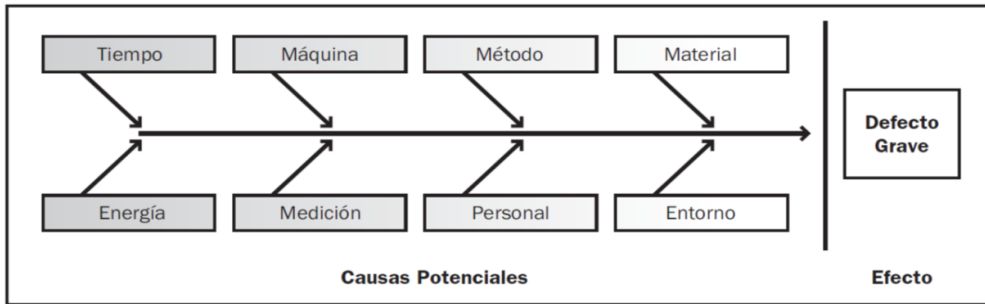 Tiempo
Máquina
Método
Material
Defecto
Grave
Energía
Medición
Personal
Entorno
Causas Potenciales
Efecto